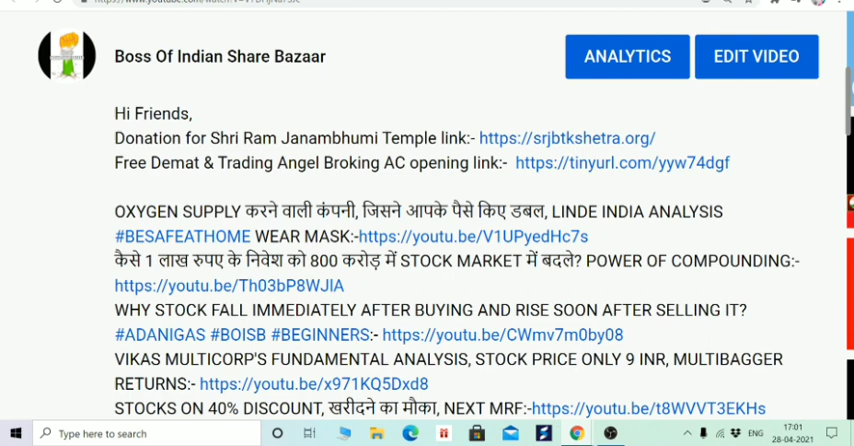 Boss Of Indian Share Bazaar
ANALYTICS
EDIT VIDEO
Hi Friends,
Donation for Shri Ram Janambhumi Temple link:- https://srjbtkshetra.org/
Free Demat & Trading Angel Broking AC opening link:- https://tinyurl.com/yyw74dgf
OXYGEN SUPPLY करने वाली कंपनी, जिसने आपके पैसे किए डबल, LINDE INDIA ANALYSIS
#BESAFEATHOME WEAR MASK:-https://youtu.be/V1UPyedHc7s
कैसे 1 लाख रुपए के निवेश को 800 करोड़ में STOCK MARKET में बदले? POWER OF COMPOUNDING:-
https://youtu.be/Th03bP8WJIA
WHY STOCK FALL IMMEDIATELY AFTER BUYING AND RISE SOON AFTER SELLING IT?
#ADANIGAS #BOISB #BEGINNERS:- https://youtu.be/CWmv7m0by08
VIKAS MULTICORP'S FUNDAMENTAL ANALYSIS, STOCK PRICE ONLY 9 INR, MULTIBAGGER
RETURNS:- https://youtu.be/x971KQ5Dxd8
STOCKS ON 40% DISCOUNT, खरीदने का मौका, NEXT MRF:-https://youtu.be/t8WVVT3EKHs
Type here to search
ENG
17:01
28-04-2021